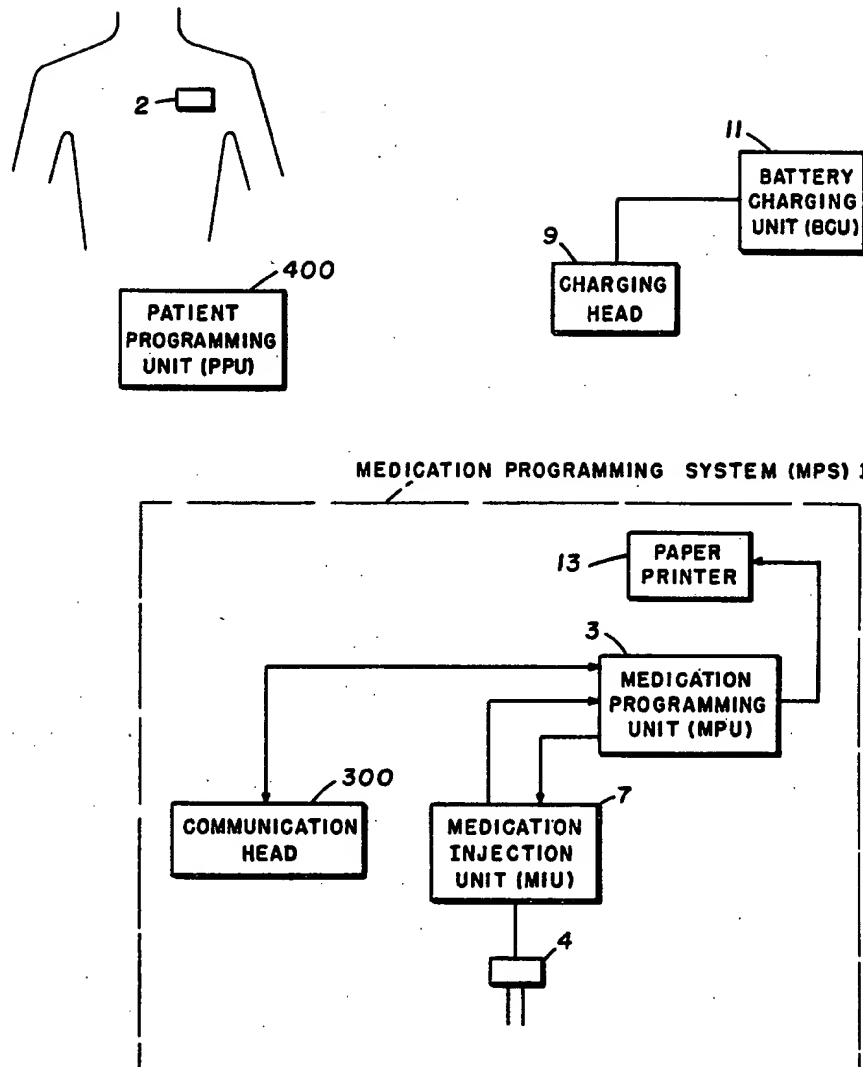 2
11
BATTERY
CHARGING
UNIT (BCU)
9
CHARGING
HEAD
400
PATIENT
PROGRAMMING
UNIT (PPU)
MEDICATION PROGRAMMING SYSTEM (MPS) 1
13
PAPER
PRINTER
3
MEDICATION
PROGRAMMING
UNIT (MPU)
300
COMMUNICATION
HEAD
7
MEDICATION
INJECTION
UNIT (MIU)
4